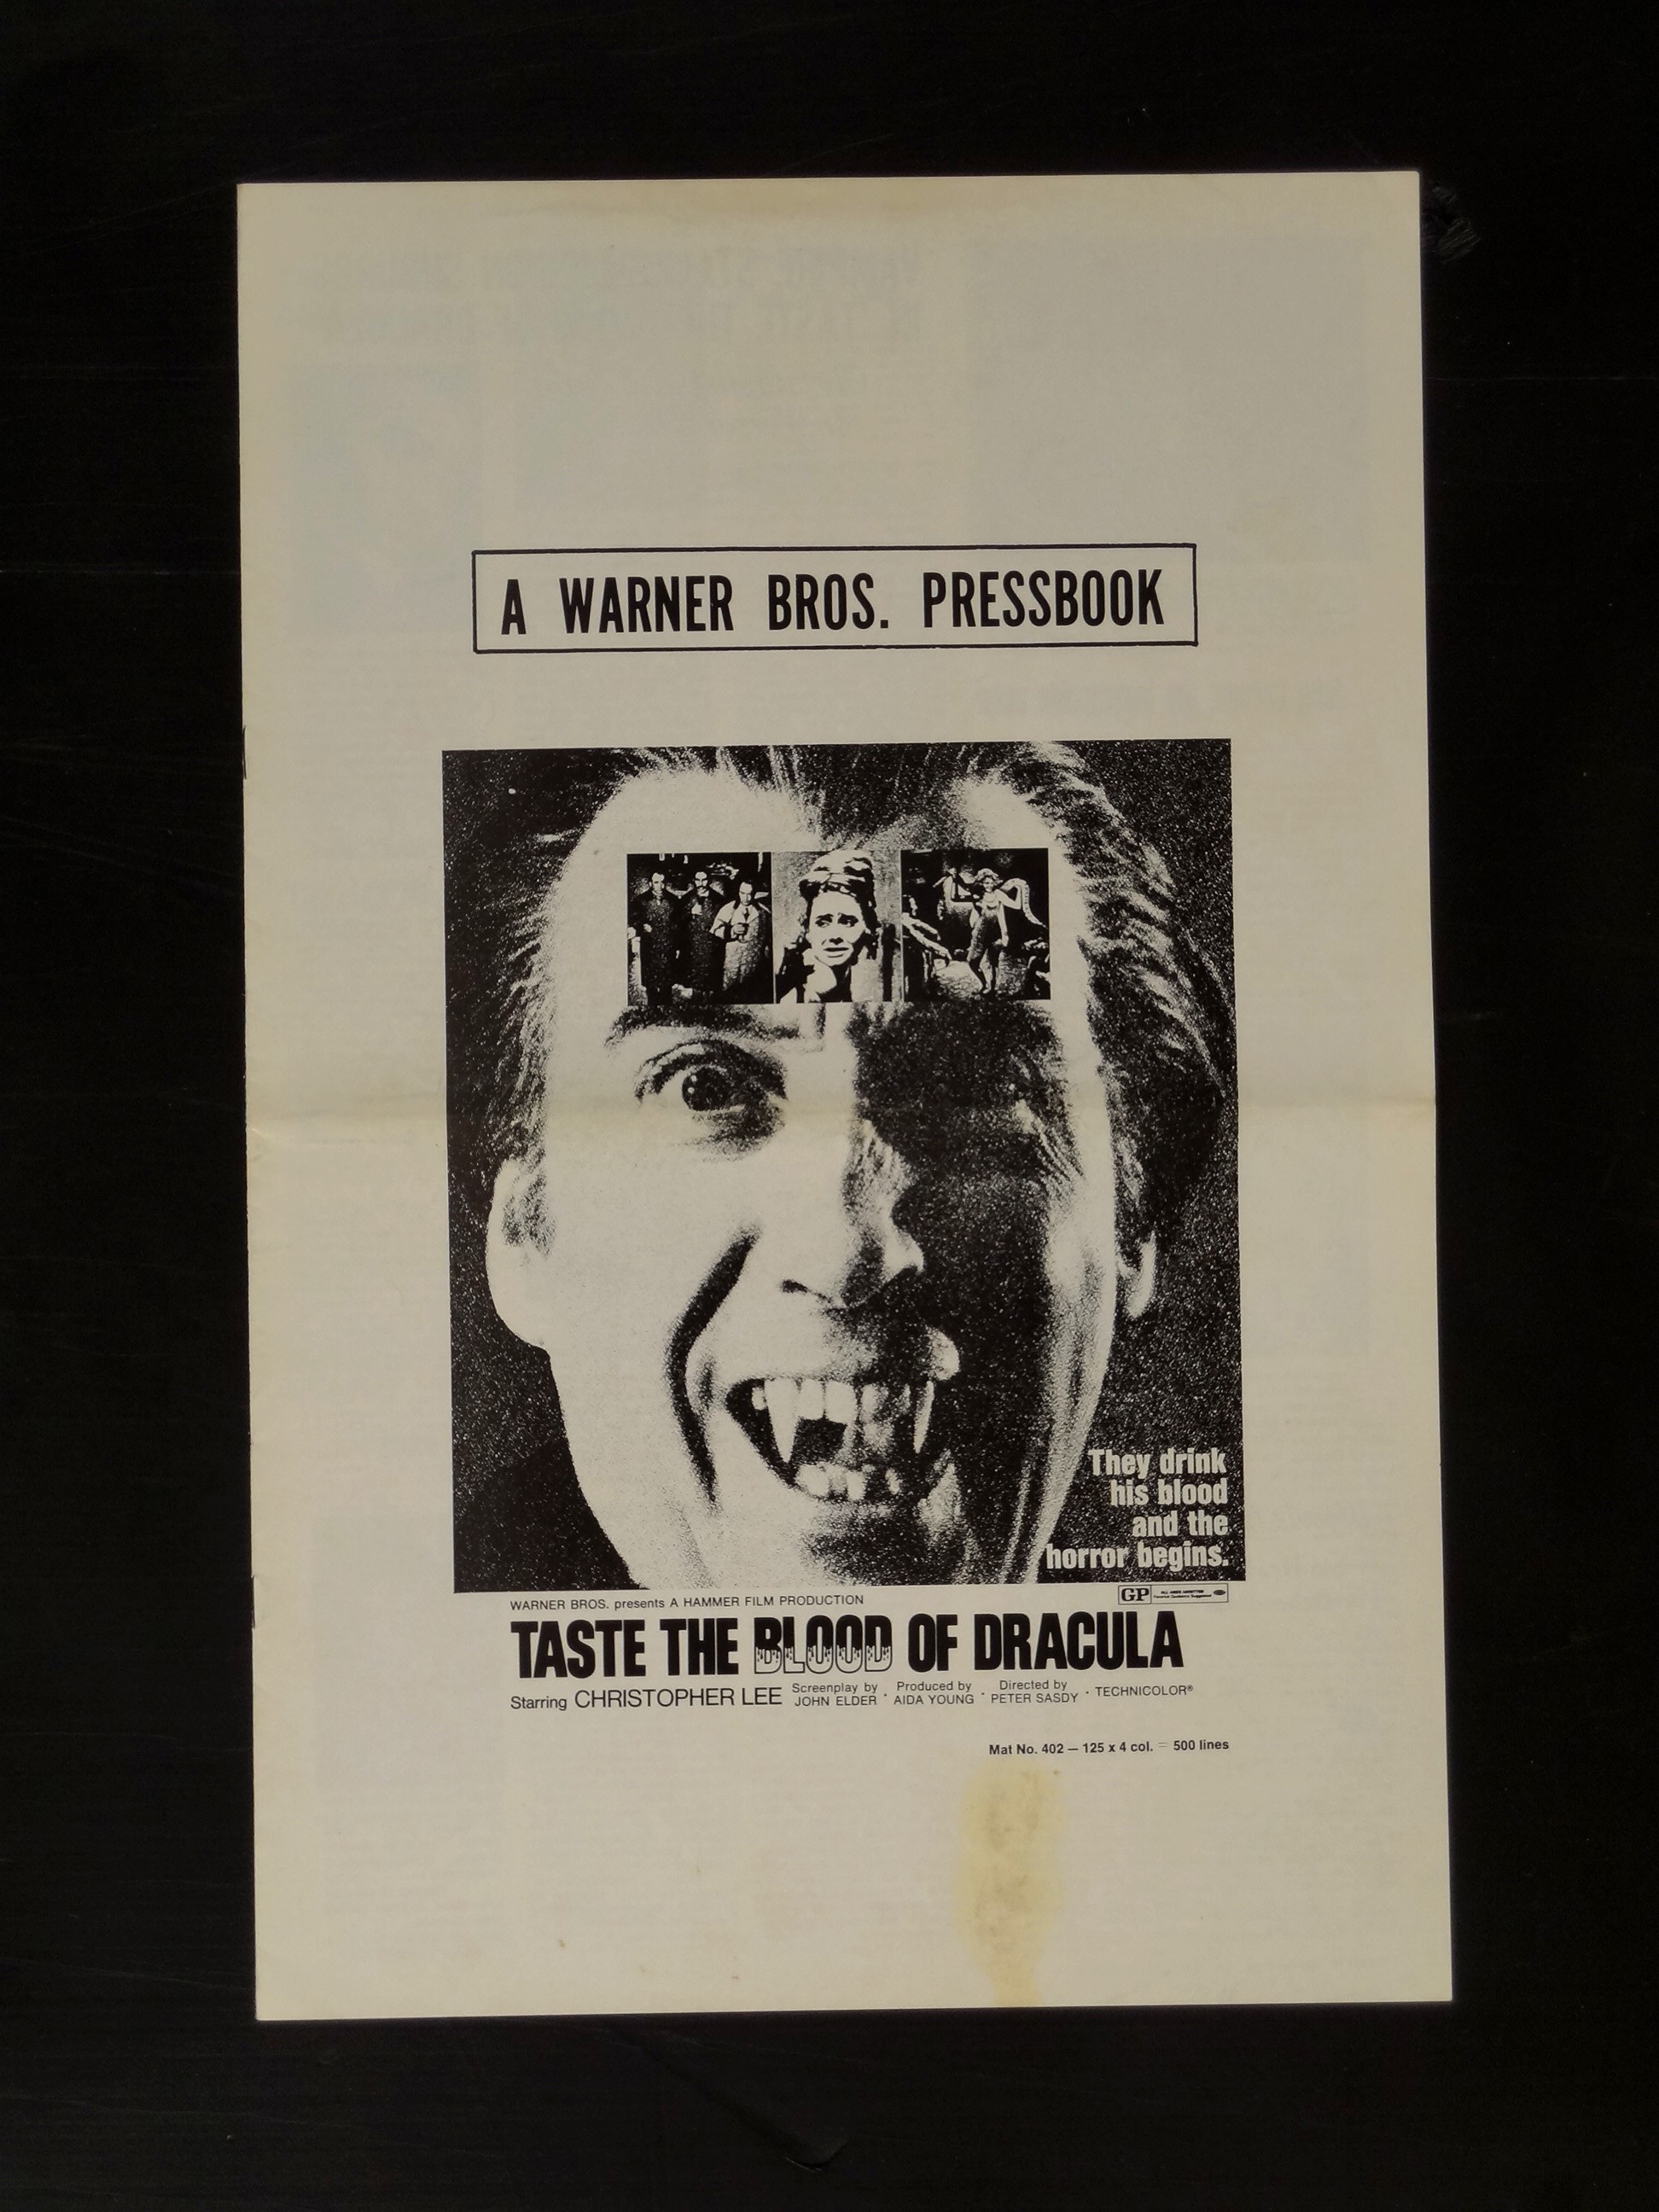 A WARNER BROS. PRESSBOOK
They drink
his blood
and the
horror begins.
WARNER BROS. presents A HAMMER FILM PRODUCTION
GP
TASTE THE BLOOD OF DRACULA
Starring CHRISTOPHER LEE Screenplay by JOHN ELDER · Produced by AIDA YOUNG · Directed by PETER SASDY · TECHNICOLOR®
Mat No. 402 — 125 x 4 col. = 500 lines